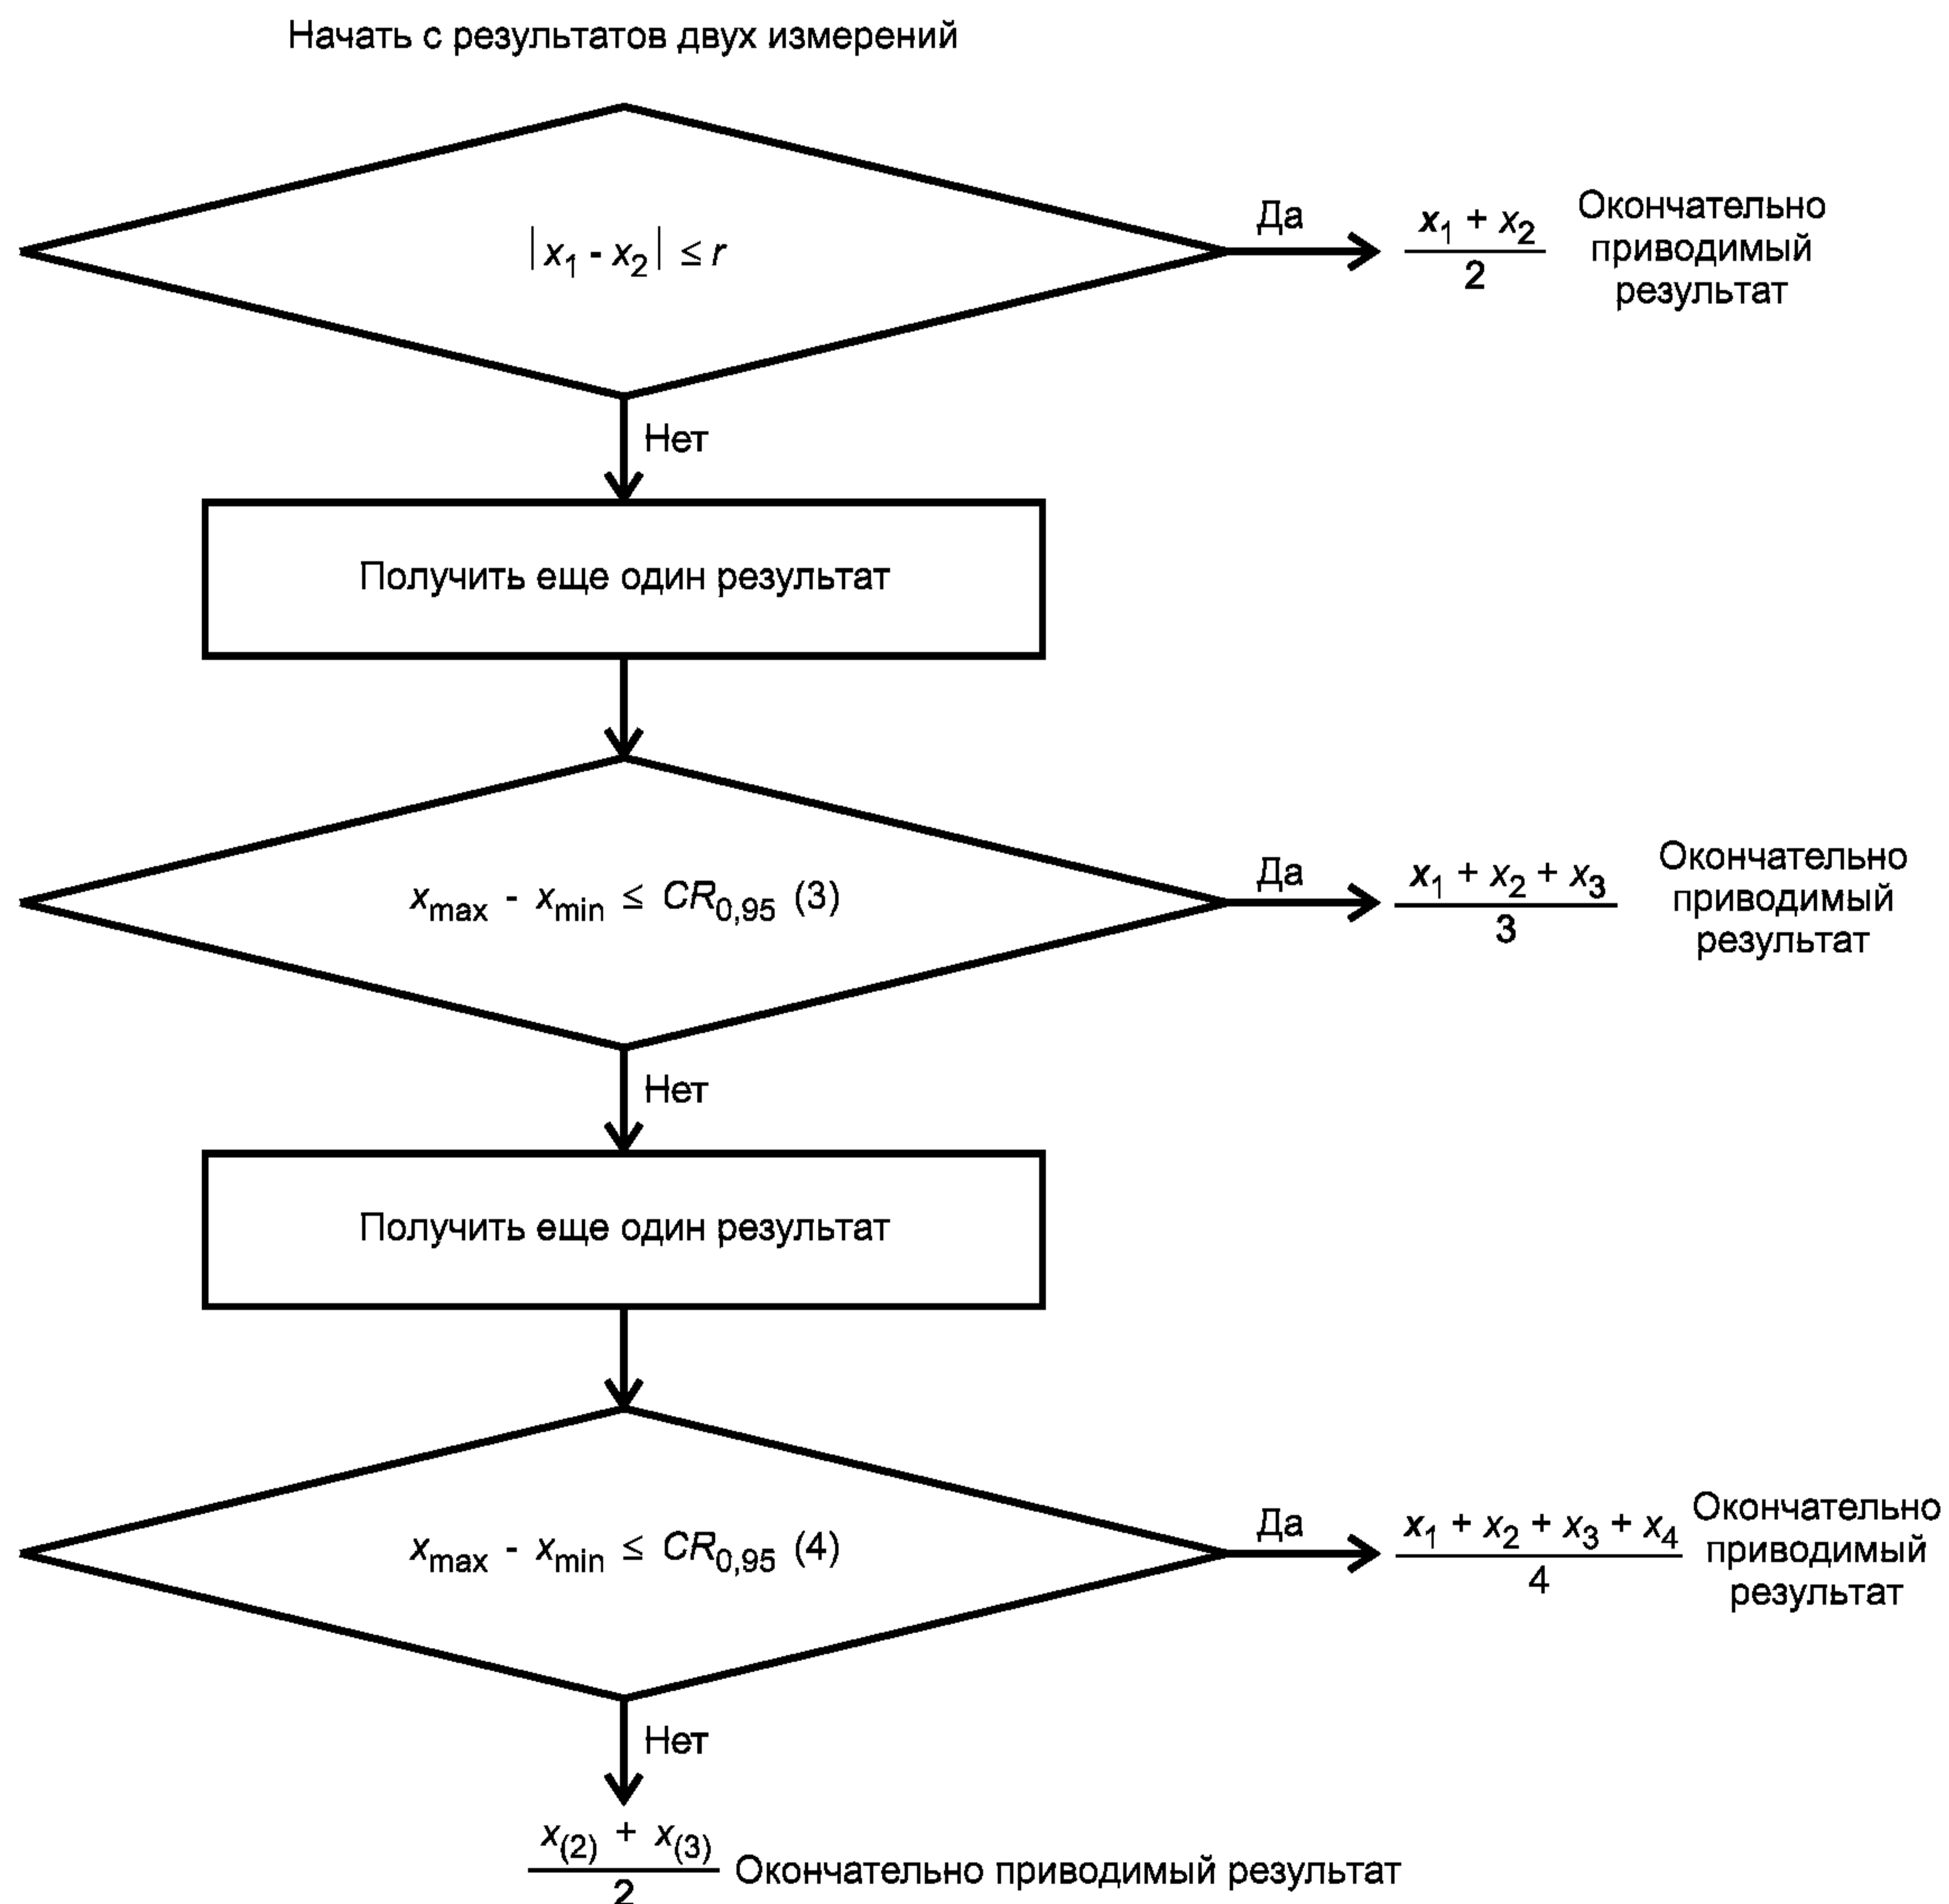 Начать с результатов двух измерений
|x₁ - x₂| ≤ r
Да
x₁ + x₂
2
Окончательно
приводимый
результат
Нет
Получить еще один результат
xmax - xmin ≤ CR0,95 (3)
Да
x₁ + x₂ + x₃
3
Окончательно
приводимый
результат
Нет
Получить еще один результат
xmax - xmin ≤ CR0,95 (4)
Да
x₁ + x₂ + x₃ + x₄
4
Окончательно
приводимый
результат
Нет
x(2) + x(3)
2
Окончательно приводимый результат